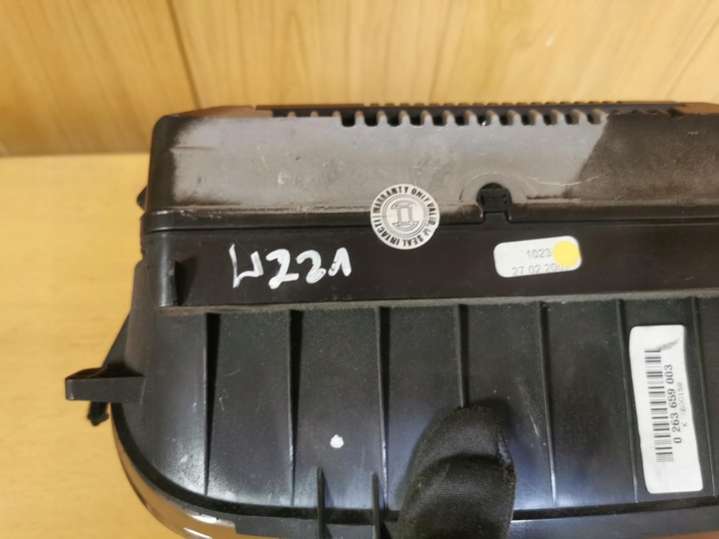 WARRANTY ONLY VALID IF SEAL INTACT!
W221
1023
27.02.20
0 263 659 003